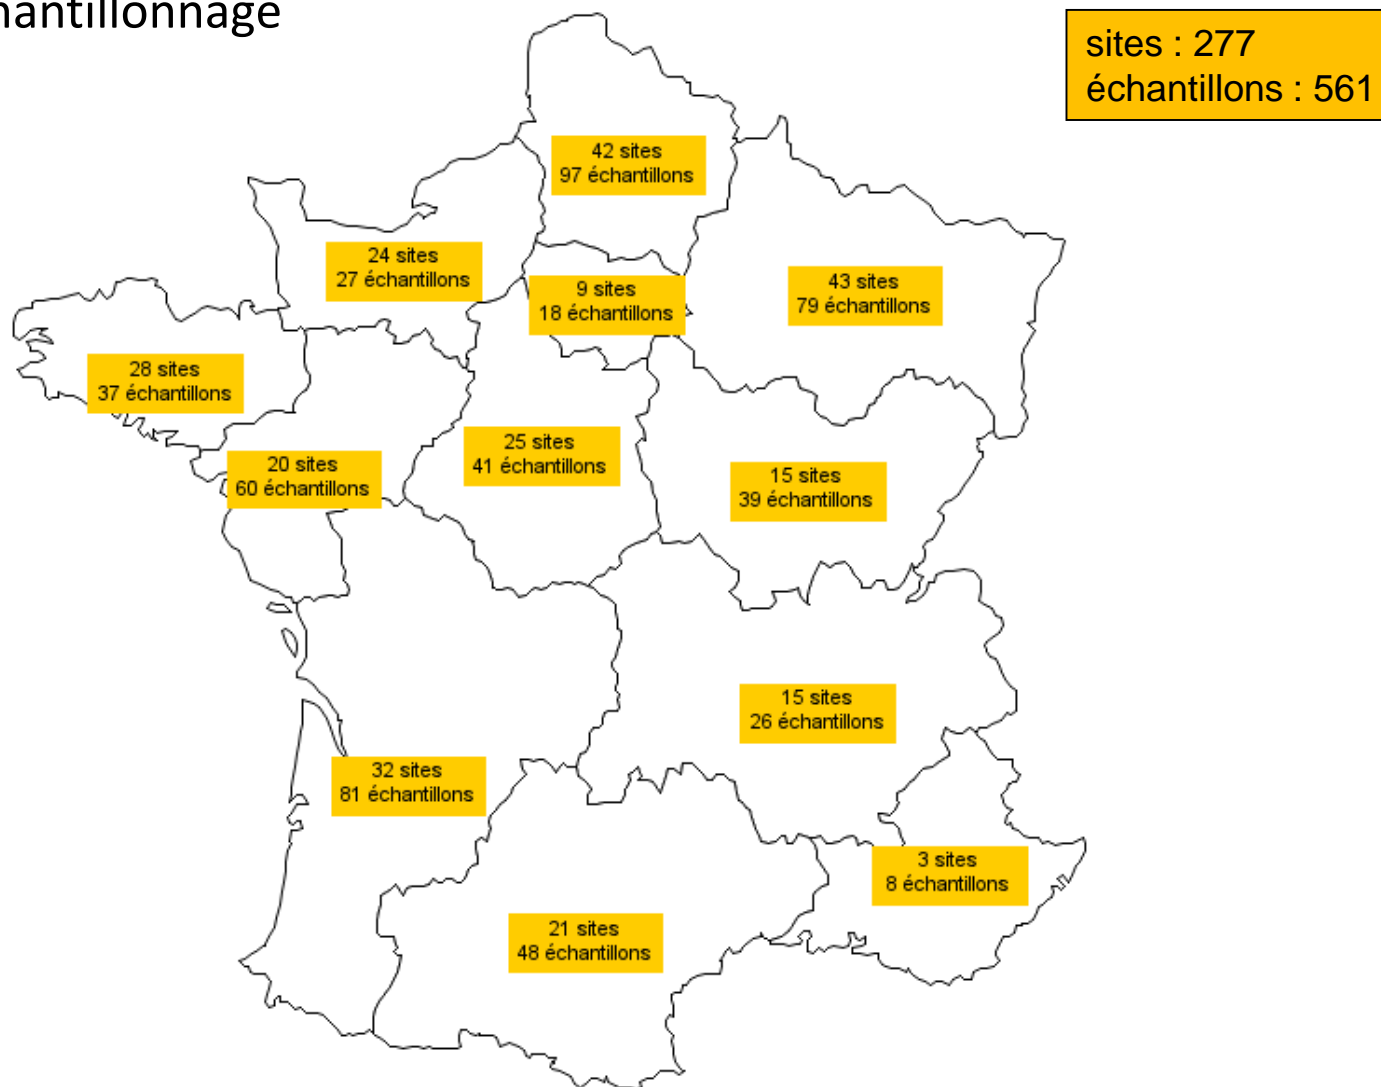 hantillonnage
sites : 277
échantillons : 561
42 sites
97 échantillons
24 sites
27 échantillons
9 sites
18 échantillons
43 sites
79 échantillons
28 sites
37 échantillons
25 sites
41 échantillons
20 sites
60 échantillons
15 sites
39 échantillons
15 sites
26 échantillons
32 sites
81 échantillons
3 sites
8 échantillons
21 sites
48 échantillons